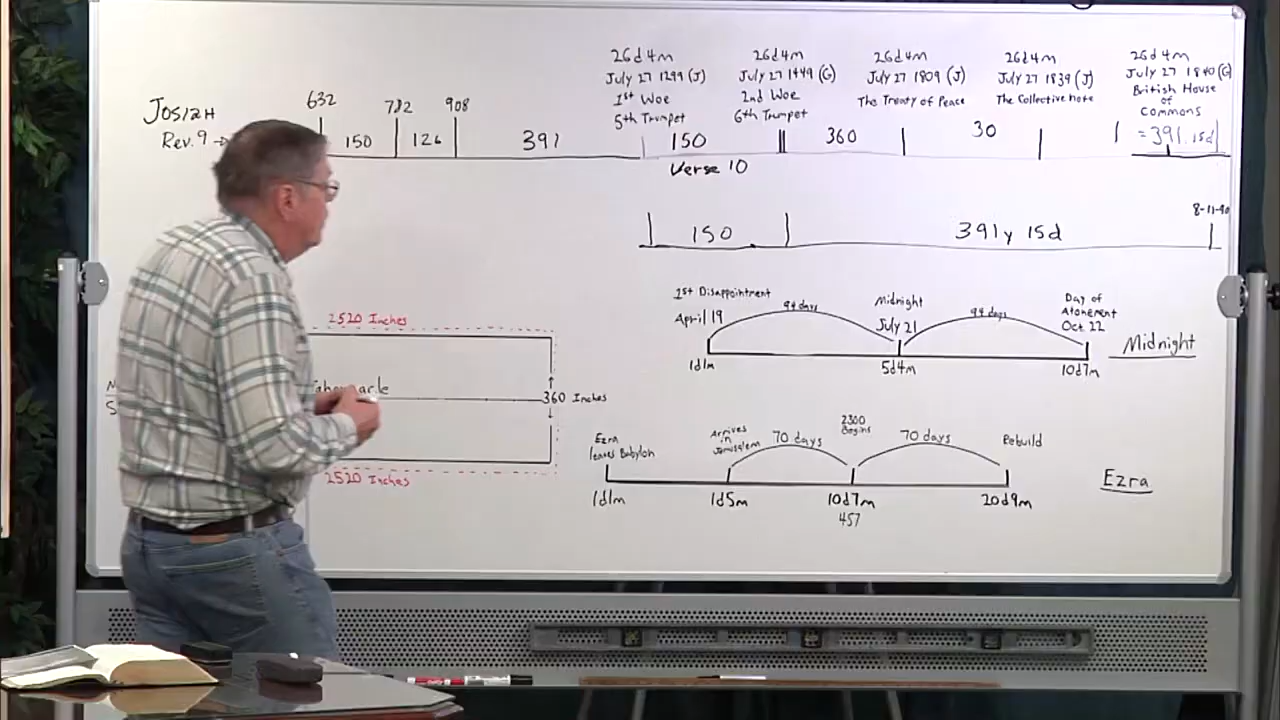 26d4m
July 27 1299 (J)
1st Woe
5th Trumpet
26d4m
July 27 1449 (G)
2nd Woe
6th Trumpet
26d4m
July 27 1809 (J)
The Treaty of Peace
26d4m
July 27 1839 (J)
The Collective note
26d4m
July 27 1840 (G)
British House
of
Commons
= 391. 15d
JOSIAH
Rev. 9
632
782
908
150
126
391
150
360
30
Verse 10
150
391y 15d
8-11-40
2520 Inches
360 Inches
2520 Inches
1st Disappointment
April 19
94 days
Midnight
July 21
94 days
Day of
Atonement
Oct 22
Midnight
1d1m
5d4m
10d7m
Ezra
leaves Babylon
Arrives
in
Jerusalem
70 days
2300
Begins
70 days
Rebuild
Ezra
1d1m
1d5m
10d7m
457
20d9m